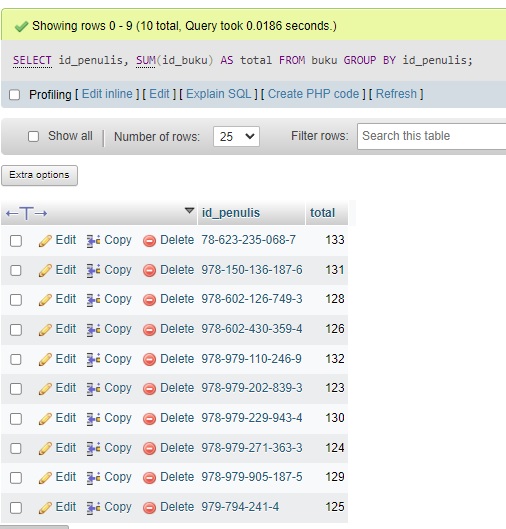 Showing rows 0 - 9 (10 total, Query took 0.0186 seconds.)
SELECT id_penulis, SUM(id_buku) AS total FROM buku GROUP BY id_penulis;
Profiling [ Edit inline ] [ Edit ] [ Explain SQL ] [ Create PHP code ] [ Refresh ]
Show all | Number of rows: 25 Filter rows: Search this table
Extra options
←T→ id_penulis total
Edit Copy Delete 78-623-235-068-7 133
Edit Copy Delete 978-150-136-187-6 131
Edit Copy Delete 978-602-126-749-3 128
Edit Copy Delete 978-602-430-359-4 126
Edit Copy Delete 978-979-110-246-9 132
Edit Copy Delete 978-979-202-839-3 123
Edit Copy Delete 978-979-229-943-4 130
Edit Copy Delete 978-979-271-363-3 124
Edit Copy Delete 978-979-905-187-5 129
Edit Copy Delete 979-794-241-4 125